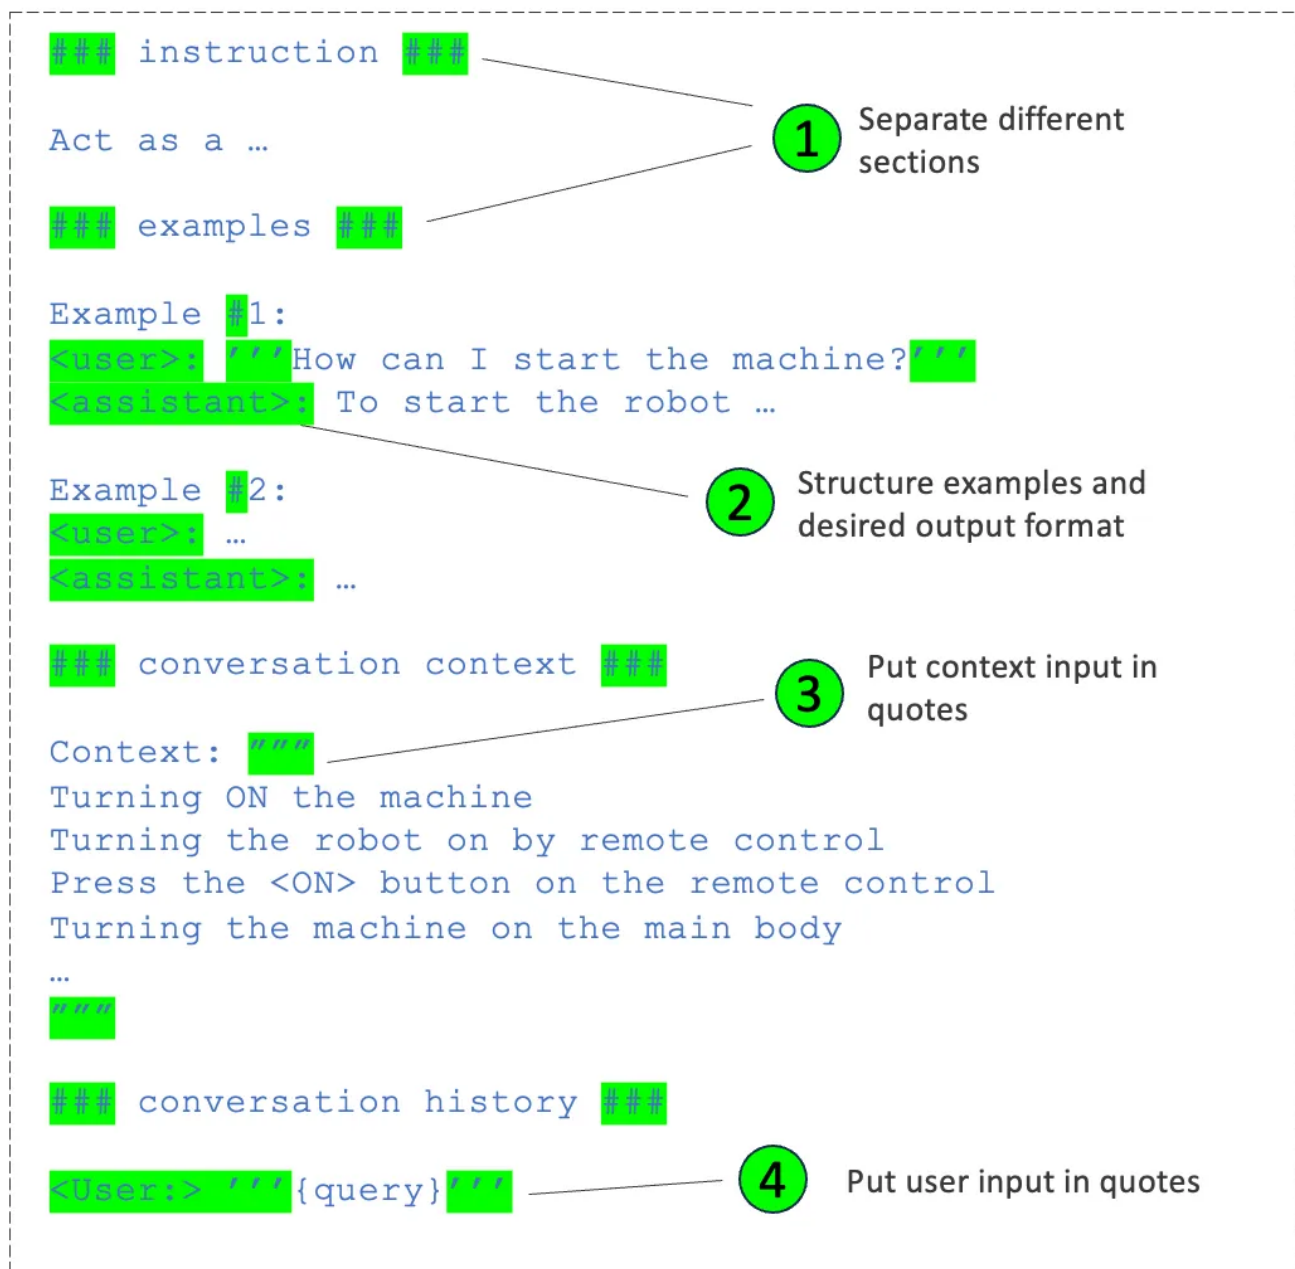 ### instruction ###
1 Separate different
sections
Act as a …
### examples ###
Example #1:
<user>: ′′′How can I start the machine?′′′
<assistant>: To start the robot …
2 Structure examples and
desired output format
Example #2:
<user>: …
<assistant>: …
### conversation context ###
3 Put context input in
quotes
Context: ″″″
Turning ON the machine
Turning the robot on by remote control
Press the <ON> button on the remote control
Turning the machine on the main body
…
″″″
### conversation history ###
<User:> ′′′{query}′′′
4 Put user input in quotes